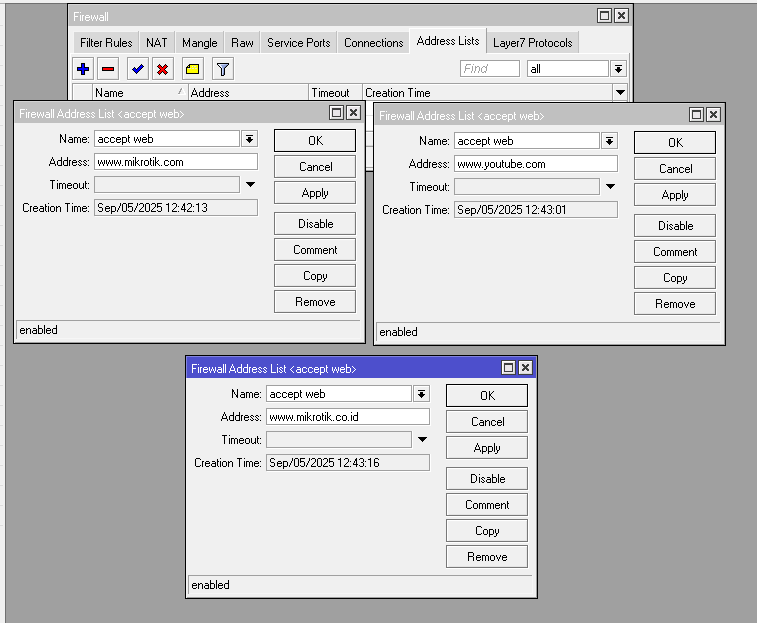 Firewall
Filter Rules NAT Mangle Raw Service Ports Connections Address Lists Layer7 Protocols
Find all
Name Address Timeout Creation Time
Firewall Address List <accept web>
Name: accept web OK
Address: www.mikrotik.com Cancel
Timeout: Apply
Creation Time: Sep/05/2025 12:42:13
Disable
Comment
Copy
Remove
enabled
Firewall Address List <accept web>
Name: accept web OK
Address: www.youtube.com Cancel
Timeout: Apply
Creation Time: Sep/05/2025 12:43:01
Disable
Comment
Copy
Remove
enabled
Firewall Address List <accept web>
Name: accept web OK
Address: www.mikrotik.co.id Cancel
Timeout: Apply
Creation Time: Sep/05/2025 12:43:16
Disable
Comment
Copy
Remove
enabled